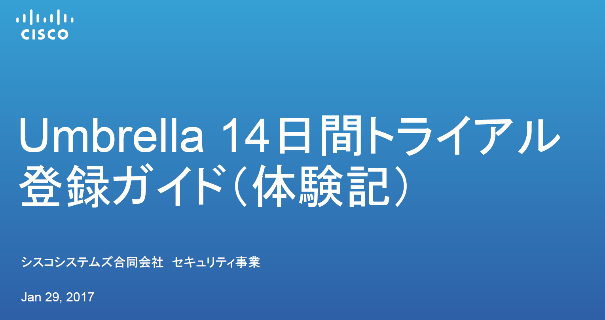 CISCO
Umbrella 14日間トライアル
登録ガイド（体験記）
シスコシステムズ合同会社 セキュリティ事業
Jan 29, 2017